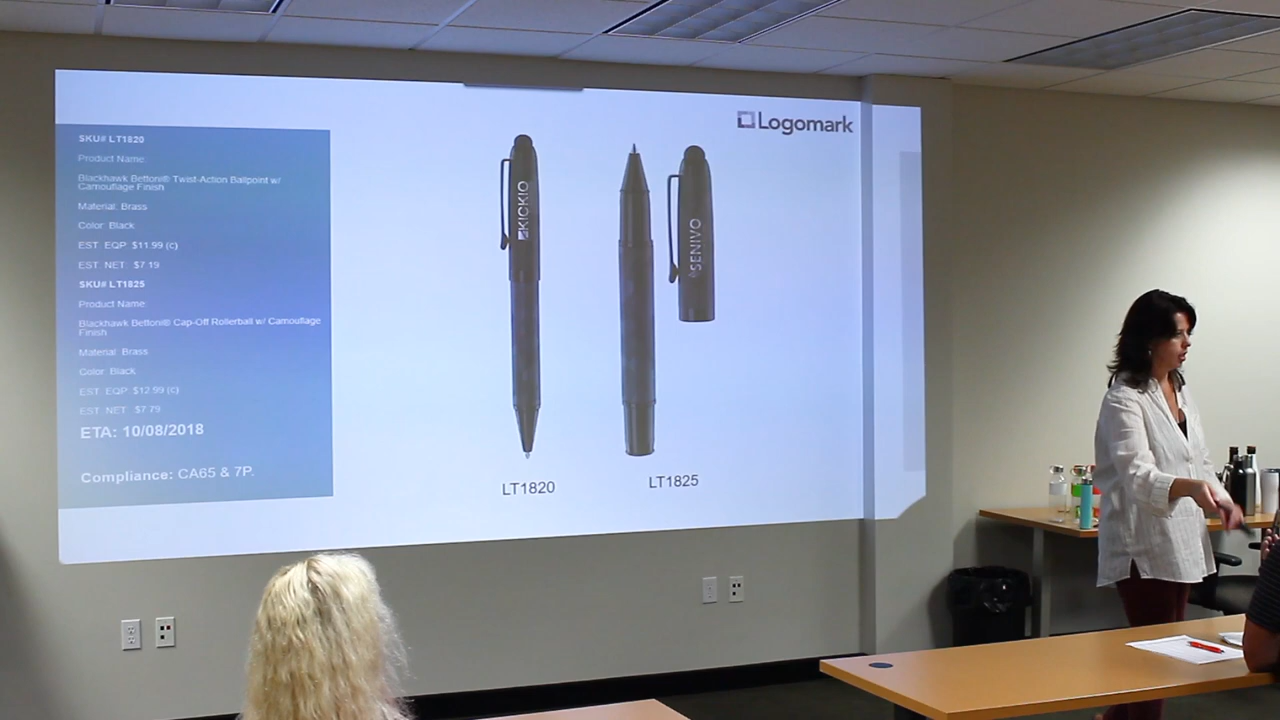 SKU# LT1820
Product Name:
Blackhawk Bettoni® Twist-Action Ballpoint w/
Camouflage Finish
Material: Brass
Color: Black
EST. EQP: $11.99 (c)
EST. NET: $7.19
SKU# LT1825
Product Name:
Blackhawk Bettoni® Cap-Off Rollerball w/ Camouflage
Finish
Material: Brass
Color: Black
EST. EQP: $12.99 (c)
EST. NET: $7.79
ETA: 10/08/2018
Compliance: CA65 & 7P.
Logomark
KICKIO
SENIVO
LT1820
LT1825